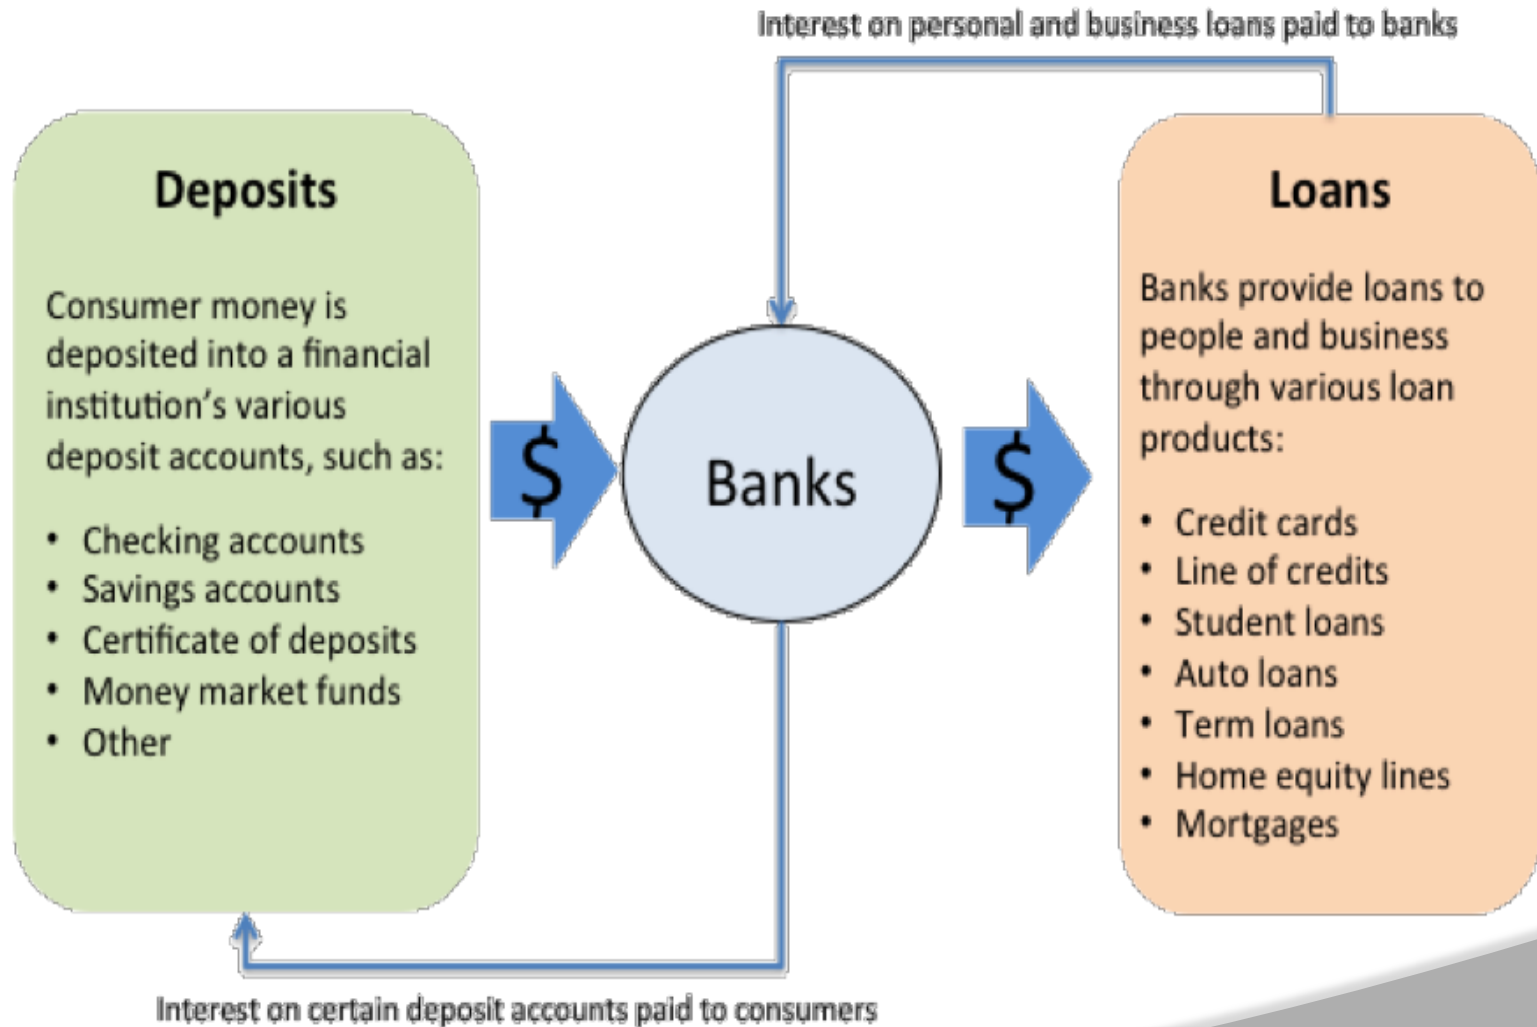 Interest on personal and business loans paid to banks
Deposits
Consumer money is
deposited into a financial
institution's various
deposit accounts, such as:
• Checking accounts
• Savings accounts
• Certificate of deposits
• Money market funds
• Other
$
Banks
$
Loans
Banks provide loans to
people and business
through various loan
products:
• Credit cards
• Line of credits
• Student loans
• Auto loans
• Term loans
• Home equity lines
• Mortgages
Interest on certain deposit accounts paid to consumers